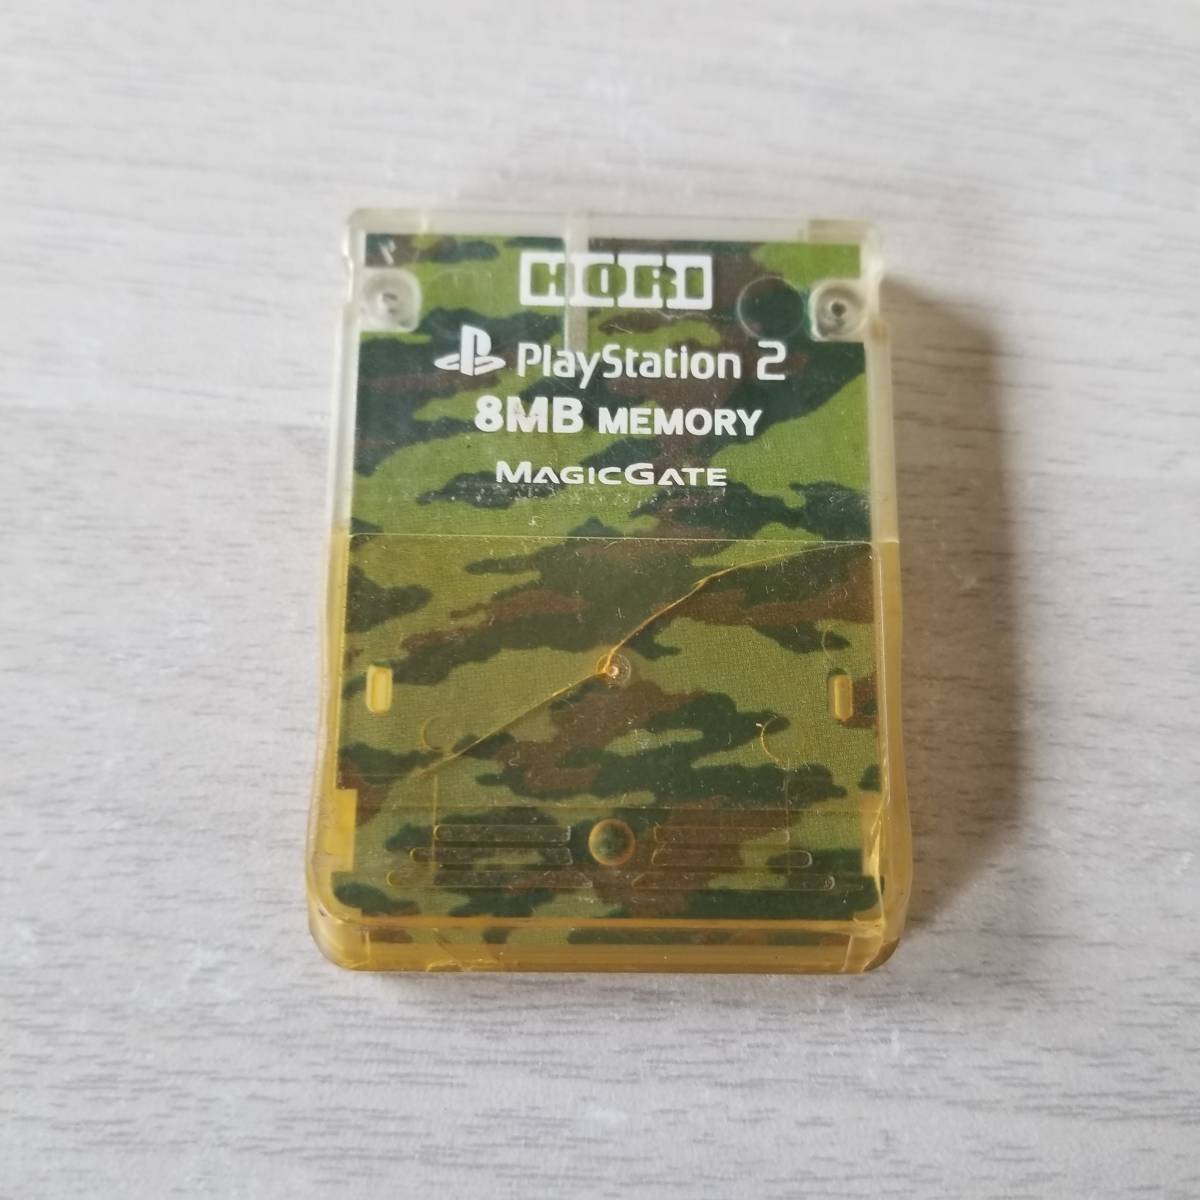 HORI
PlayStation 2
8MB MEMORY
MAGICGATE